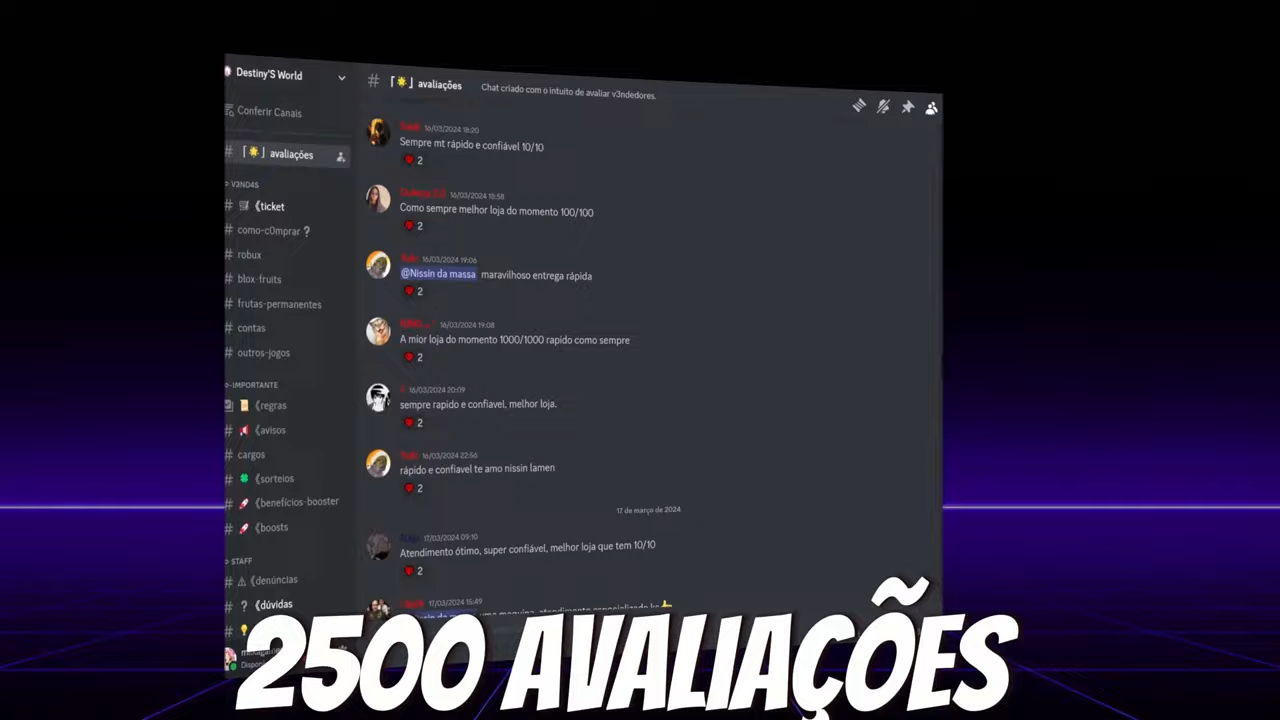 Destiny'S World
Conferir Canais
# ⌈🌟⌋ avaliações
V3ND4S
# 🛒《ticket
# como-c0mprar ?
# robux
# blox-fruits
# frutas-permanentes
# contas
# outros-jogos
-IMPORTANTE
📜《regras
# 📢《avisos
# cargos
# 🍀《sorteios
# 🚀《benefícios-booster
# 🚀《boosts
STAFF
# ⚠《denúncias
# ?《dúvidas
#
# ⌈🌟⌋ avaliações Chat criado com o intuito de avaliar v3ndedores.
16/03/2024 18:20
Sempre mt rápido e confiável 10/10
2
16/03/2024 18:58
Como sempre melhor loja do momento 100/100
2
16/03/2024 19:06
@Nissin da massa maravilhoso entrega rápida
2
16/03/2024 19:08
A mior loja do momento 1000/1000 rapido como sempre
2
16/03/2024 20:09
sempre rapido e confiavel, melhor loja.
2
16/03/2024 22:56
rápido e confiavel te amo nissin lamen
2
17 de março de 2024
17/03/2024 09:10
Atendimento ótimo, super confiável, melhor loja que tem 10/10
2
17/03/2024 15:49
2500 AVALIAÇÕES